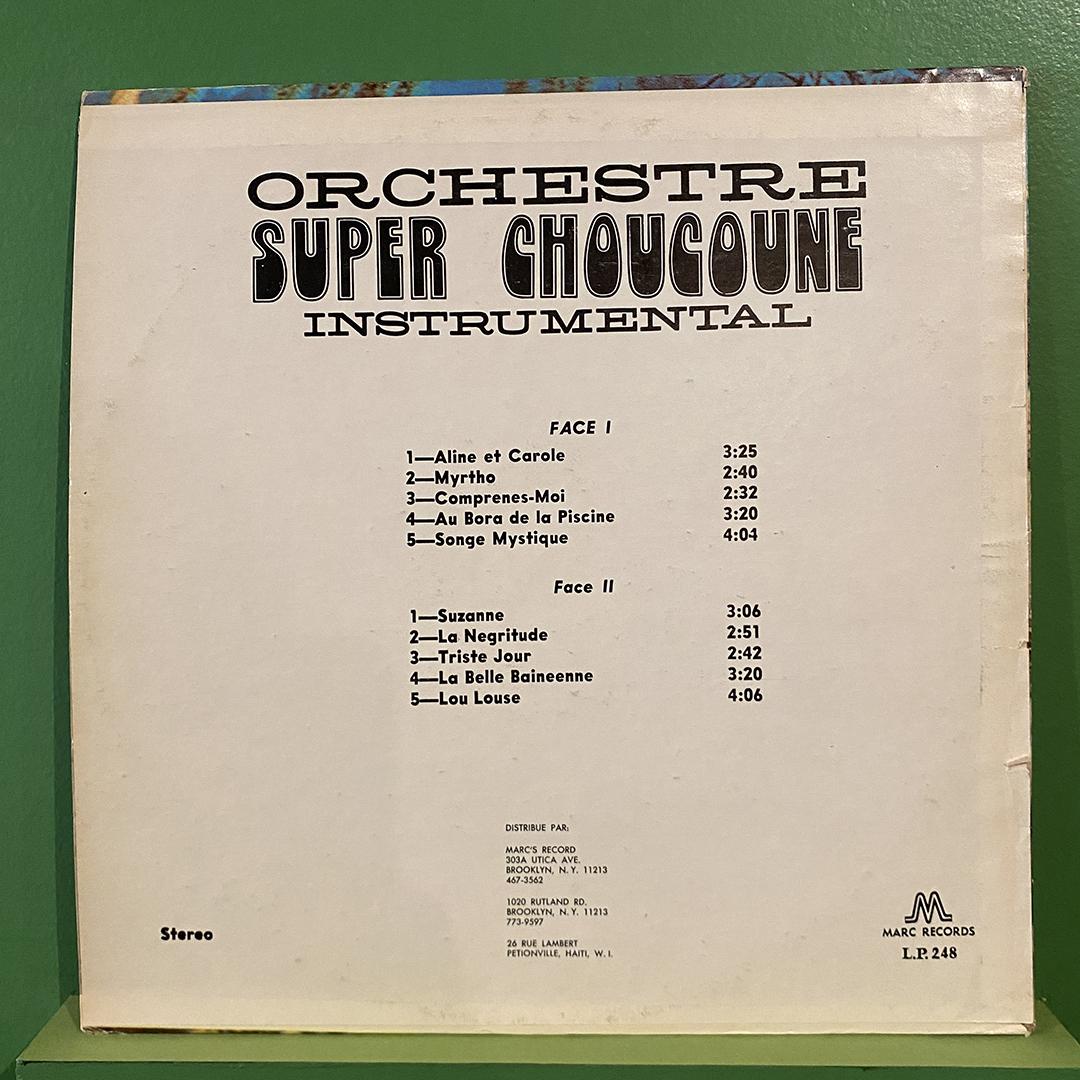 ORCHESTRE
SUPER CHOUCOUNE
INSTRUMENTAL
FACE I
1—Aline et Carole 3:25
2—Myrtho 2:40
3—Comprenes-Moi 2:32
4—Au Bora de la Piscine 3:20
5—Songe Mystique 4:04
Face II
1—Suzanne 3:06
2—La Negritude 2:51
3—Triste Jour 2:42
4—La Belle Baineenne 3:20
5—Lou Louse 4:06
DISTRIBUE PAR:
MARC'S RECORD
303A UTICA AVE.
BROOKLYN, N.Y. 11213
467-3562
1020 RUTLAND RD.
BROOKLYN, N.Y. 11213
773-9597
26 RUE LAMBERT
PETIONVILLE, HAITI, W.I.
Stereo
M
MARC RECORDS
L.P. 248